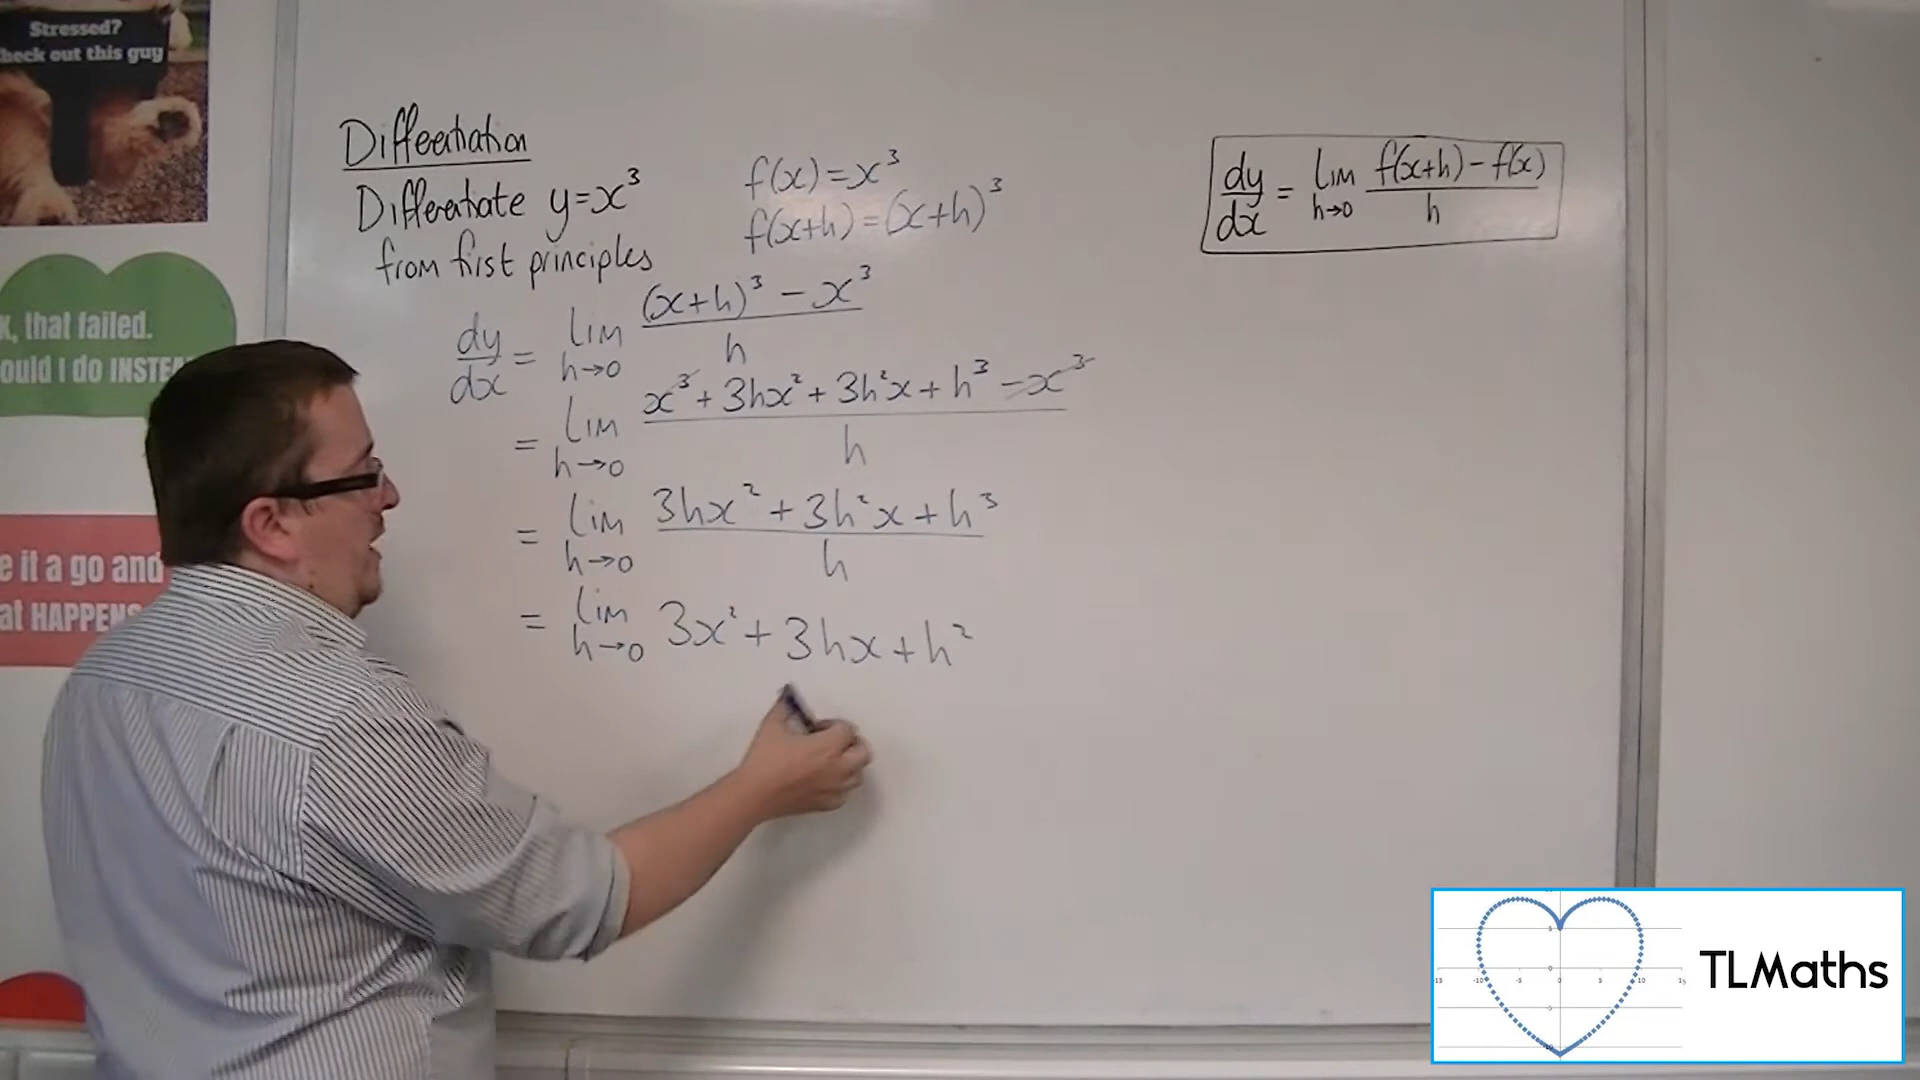 Stressed?
heck out this guy
, that failed.
ould I do INSTEA
e it a go and
at HAPPENS
Differentiation
Differentiate y=x³
from first principles
f(x)=x³
f(x+h)=(x+h)³
dy/dx = lim h→0 (f(x+h)-f(x))/h
dy/dx = lim h→0 ((x+h)³-x³)/h
= lim h→0 (x³+3hx²+3h²x+h³-x³)/h
= lim h→0 (3hx²+3h²x+h³)/h
= lim h→0 3x²+3hx+h²
TLMaths